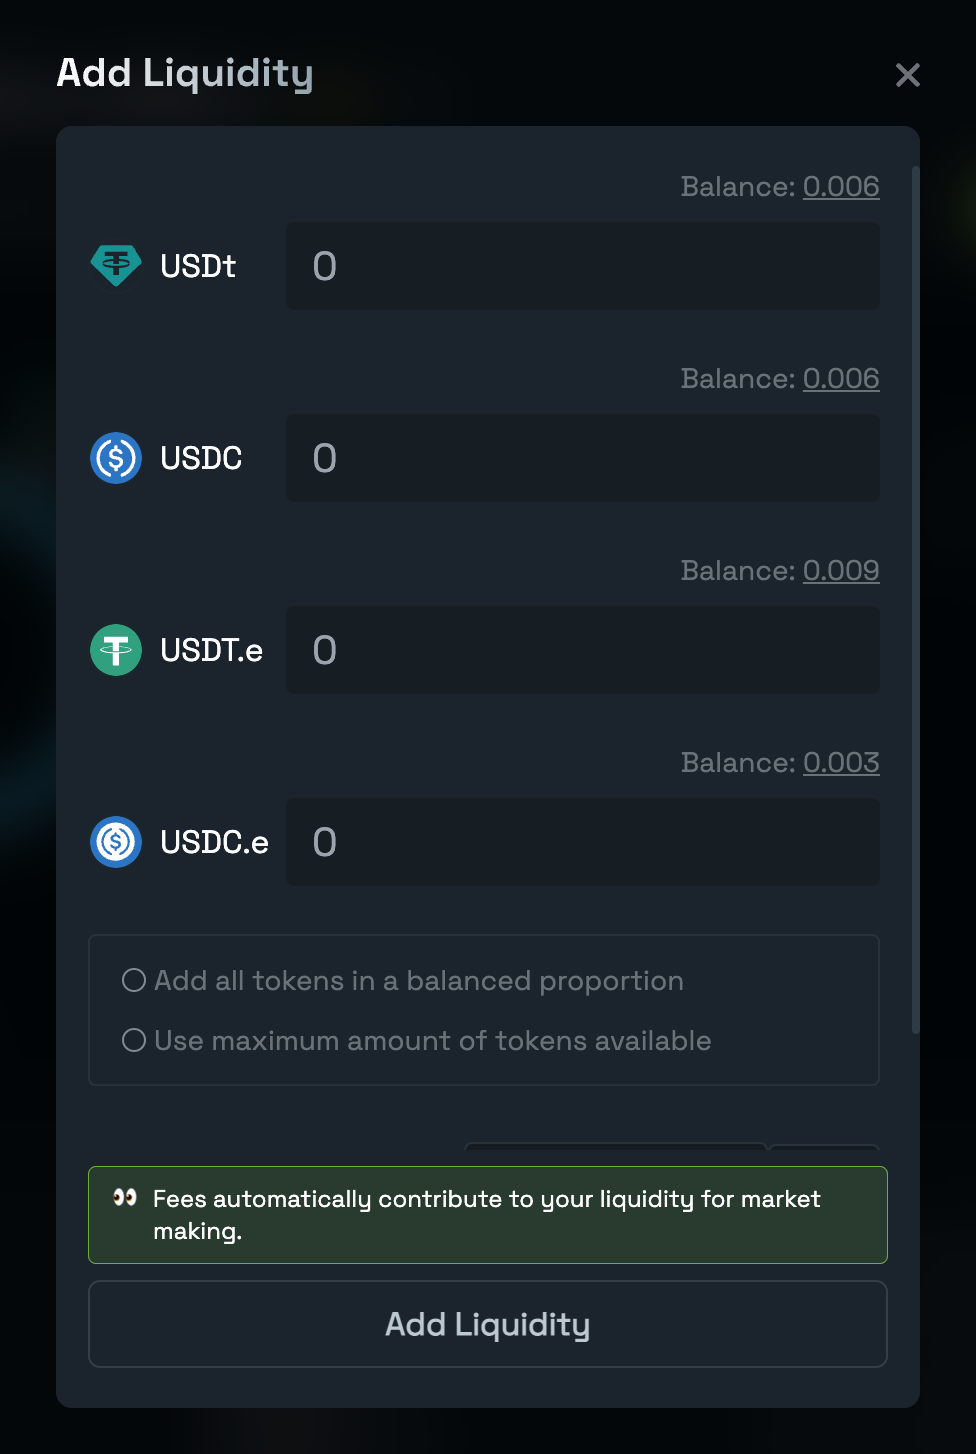 Add Liquidity
Balance: 0.006
USDt
0
Balance: 0.006
USDC
0
Balance: 0.009
USDT.e
0
Balance: 0.003
USDC.e
0
Add all tokens in a balanced proportion
Use maximum amount of tokens available
👀 Fees automatically contribute to your liquidity for market
making.
Add Liquidity